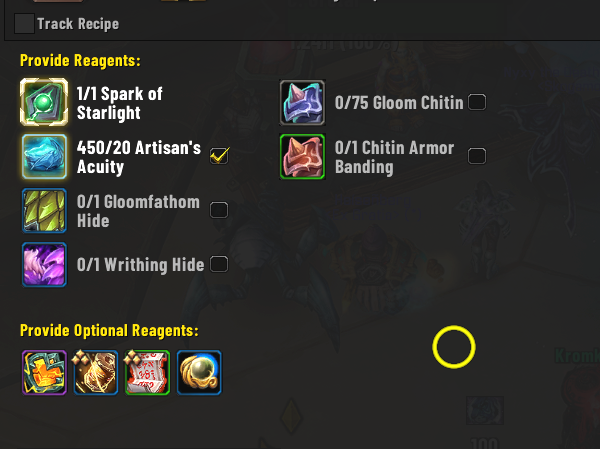 Track Recipe
Provide Reagents:
1/1 Spark of
Starlight
0/75 Gloom Chitin
450/20 Artisan's
Acuity
0/1 Chitin Armor
Banding
0/1 Gloomfathom
Hide
0/1 Writhing Hide
Provide Optional Reagents:
100